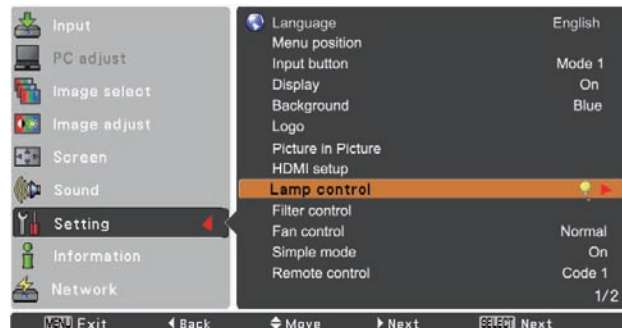 Input
PC adjust
Image select
Image adjust
Screen
Sound
Setting
Information
Network
Language English
Menu position
Input button Mode 1
Display On
Background Blue
Logo
Picture in Picture
HDMI setup
Lamp control
Filter control
Fan control Normal
Simple mode On
Remote control Code 1
1/2
MENU Exit Back Move Next SELECT Next